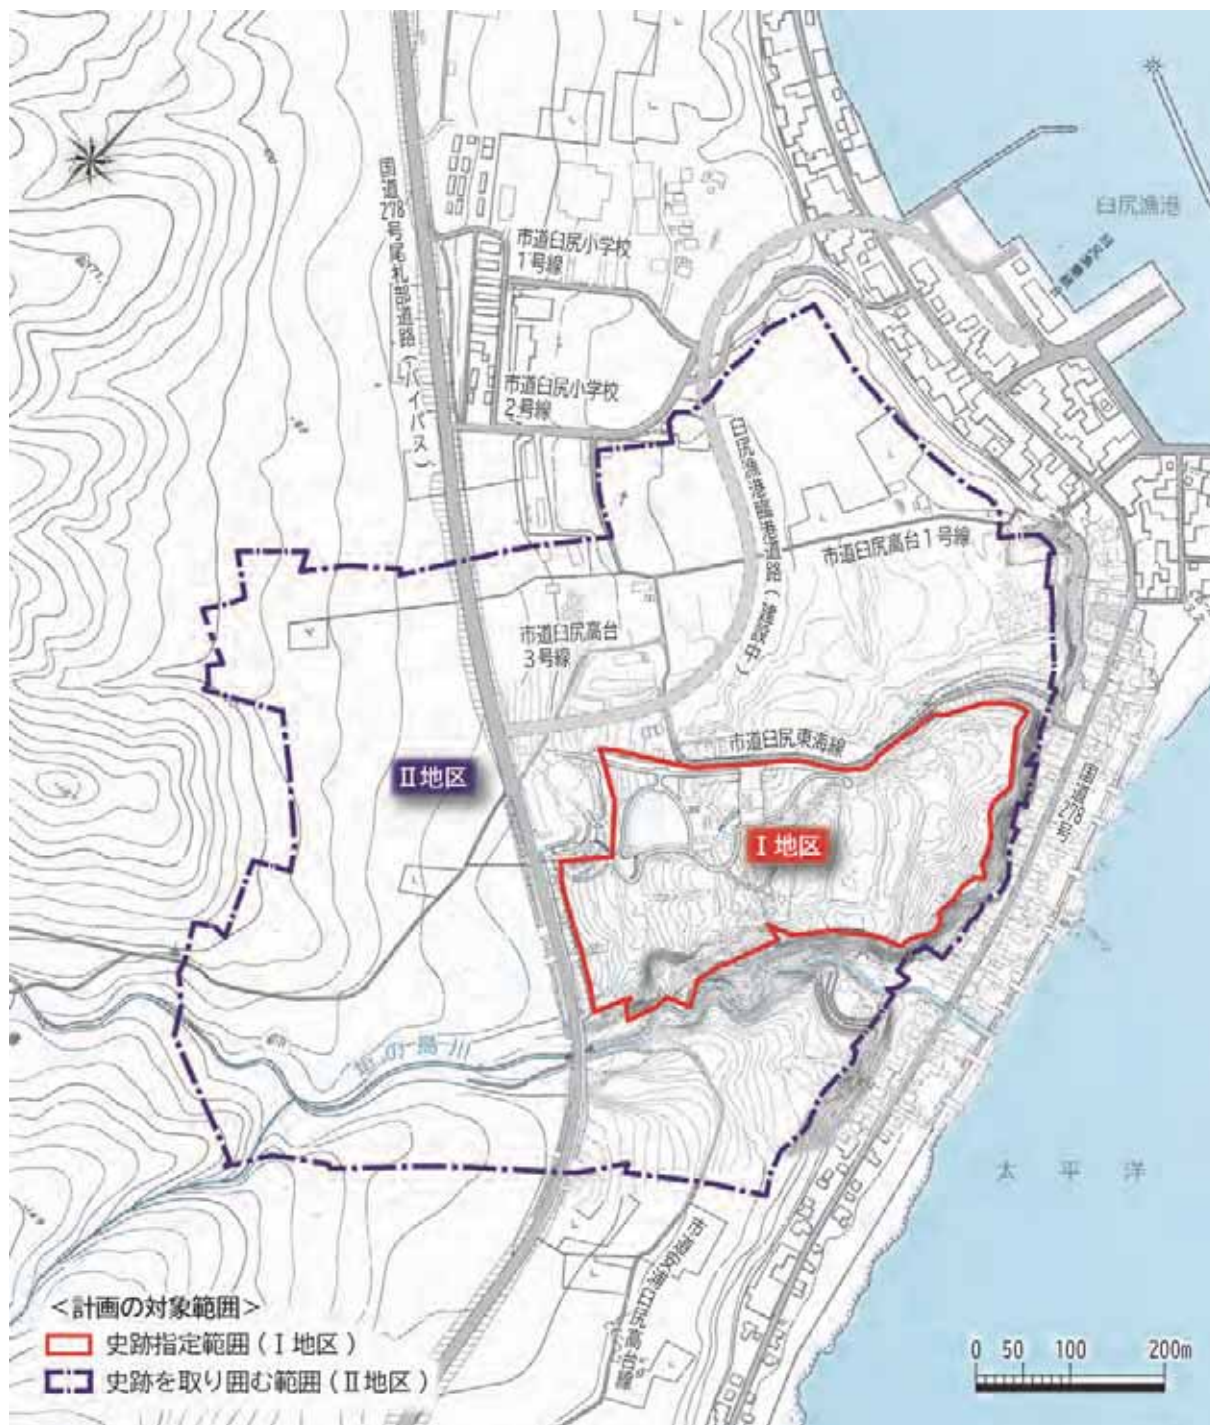 国道
278号尾札部道路(バイパス)
市道臼尻小学校
1号線
市道臼尻小学校
2号線
臼尻漁港
臼尻漁港臨港道路(建設中)
市道臼尻高台1号線
市道臼尻高台
3号線
市道臼尻東海線
Ⅱ地区
Ⅰ地区
国道
278号
太平洋
<計画の対象範囲>
史跡指定範囲(Ⅰ地区)
史跡を取り囲む範囲(Ⅱ地区)
0 50 100 200m